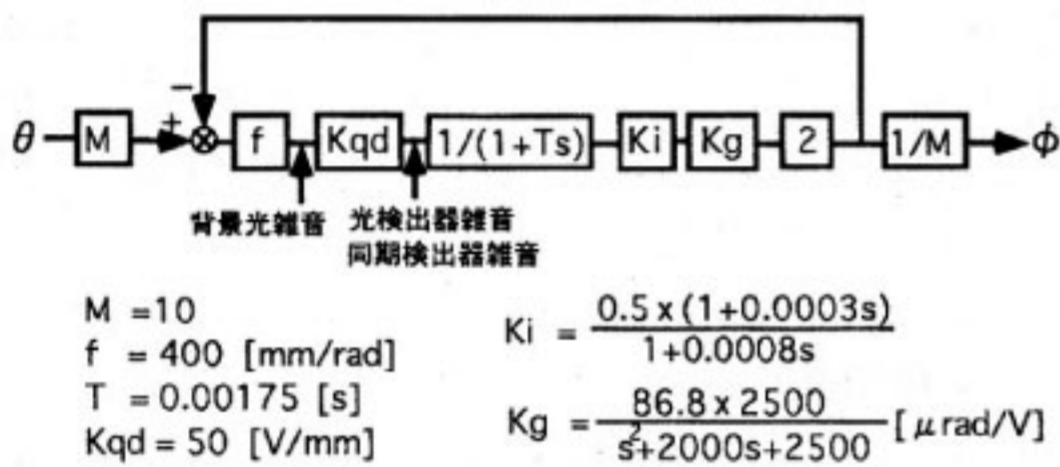 −
θ M + ⊗ f Kqd 1/(1+Ts) Ki Kg 2 1/M ϕ
背景光雑音 光検出器雑音
同期検出器雑音
M =10
f = 400 [mm/rad]
T = 0.00175 [s]
Kqd = 50 [V/mm]
Ki = 0.5 x (1+0.0003s) / 1+0.0008s
Kg = 86.8 x 2500 / s²+2000s+2500 [μrad/V]